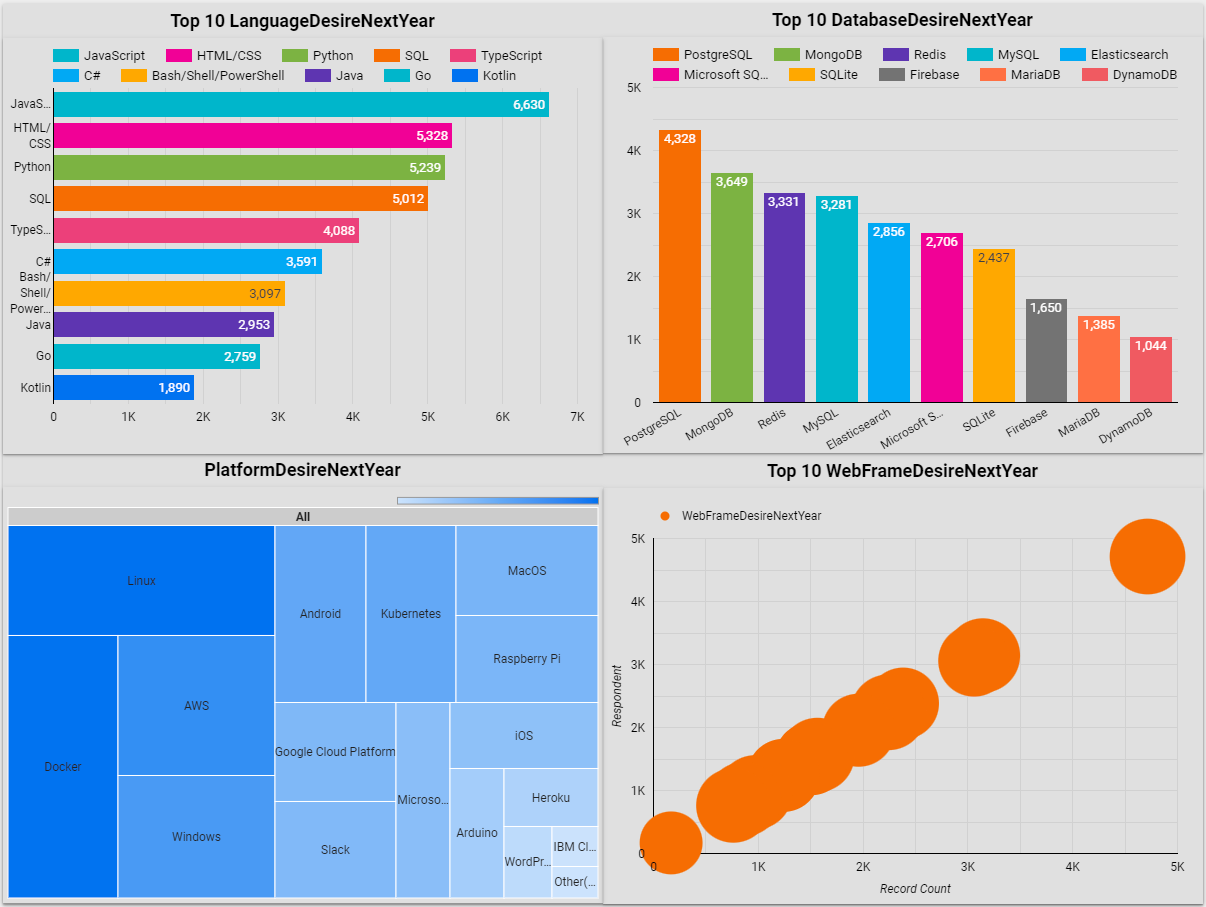 Top 10 LanguageDesireNextYear
JavaScript HTML/CSS Python SQL TypeScript
C# Bash/Shell/PowerShell Java Go Kotlin
JavaS... 6,630
HTML/
CSS 5,328
Python 5,239
SQL 5,012
TypeS... 4,088
C# 3,591
Bash/
Shell/
Power... 3,097
Java 2,953
Go 2,759
Kotlin 1,890
0 1K 2K 3K 4K 5K 6K 7K
Top 10 DatabaseDesireNextYear
PostgreSQL MongoDB Redis MySQL Elasticsearch
Microsoft SQ... SQLite Firebase MariaDB DynamoDB
5K
4K
3K
2K
1K
0
4,328 3,649 3,331 3,281 2,856 2,706 2,437 1,650 1,385 1,044
PostgreSQL MongoDB Redis MySQL Elasticsearch Microsoft S... SQLite Firebase MariaDB DynamoDB
PlatformDesireNextYear
All
Linux
Docker
AWS
Windows
Android
Kubernetes
MacOS
Raspberry Pi
Google Cloud Platform
Slack
Microso...
iOS
Arduino
Heroku
WordPr...
IBM Cl...
Other(...
Top 10 WebFrameDesireNextYear
WebFrameDesireNextYear
5K
4K
3K
2K
1K
0
Respondent
0 1K 2K 3K 4K 5K
Record Count